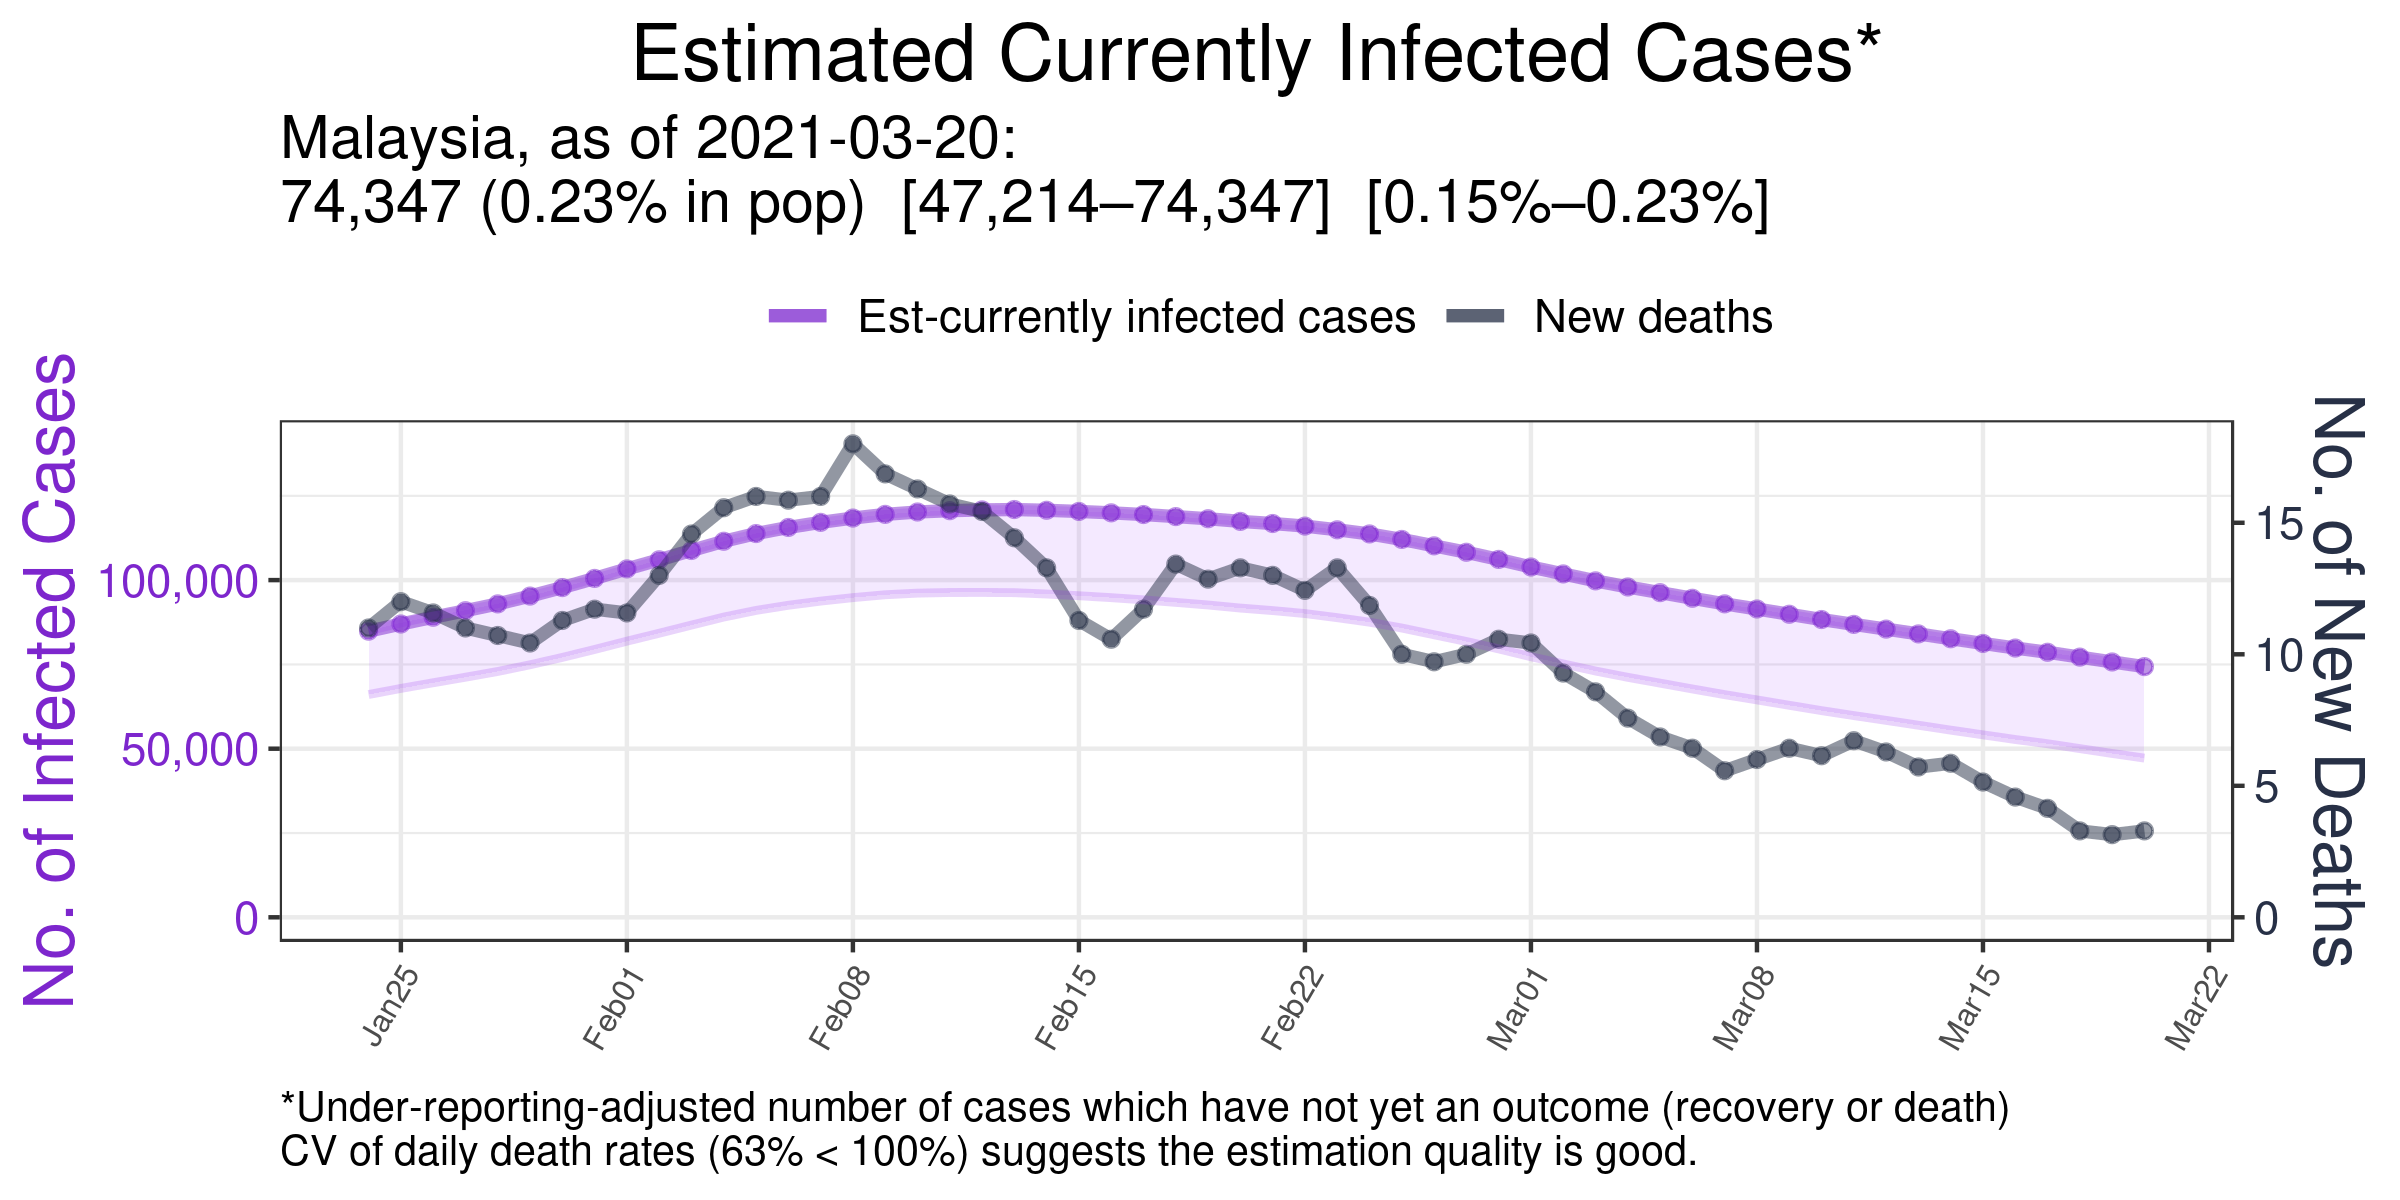 Estimated Currently Infected Cases*
Malaysia, as of 2021-03-20:
74,347 (0.23% in pop)  [47,214–74,347]  [0.15%–0.23%]
Est-currently infected cases
New deaths
No. of Infected Cases
100,000
50,000
0
No. of New Deaths
15
10
5
0
Jan25
Feb01
Feb08
Feb15
Feb22
Mar01
Mar08
Mar15
Mar22
*Under-reporting-adjusted number of cases which have not yet an outcome (recovery or death)
CV of daily death rates (63% < 100%) suggests the estimation quality is good.